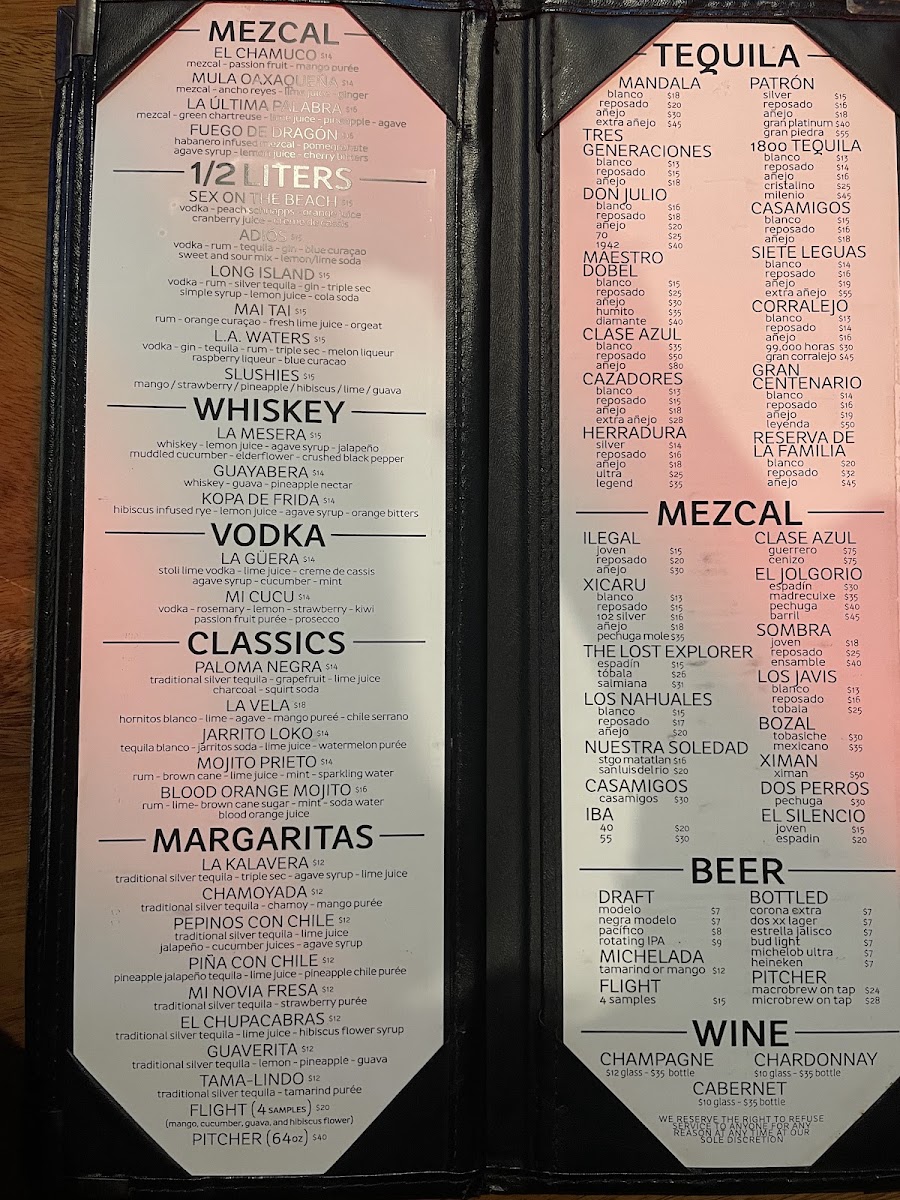 MEZCAL
EL CHAMUCO $14
mezcal - passion fruit - mango purée
MULA OAXAQUEÑA $14
mezcal - ancho reyes - lime juice - ginger
LA ÚLTIMA PALABRA $16
mezcal - green chartreuse - lime juice - pineapple - agave
FUEGO DE DRAGÓN $16
habanero infused mezcal - pomegranate
agave syrup - lemon juice - cherry bitters
1/2 LITERS
SEX ON THE BEACH $15
vodka - peach schnapps - orange juice
cranberry juice
ADIÓS $15
vodka - rum - tequila - gin - blue curaçao
sweet and sour mix - lemon/lime soda
LONG ISLAND $15
vodka - rum - silver tequila - gin - triple sec
simple syrup - lemon juice - cola soda
MAI TAI $15
rum - orange curaçao - fresh lime juice - orgeat
L.A. WATERS $15
vodka - gin - tequila - rum - triple sec - melon liqueur
raspberry liqueur - blue curacao
SLUSHIES $15
mango / strawberry / pineapple / hibiscus / lime / guava
WHISKEY
LA MESERA $15
whiskey - lemon juice - agave syrup - jalapeño
muddled cucumber - elderflower - crushed black pepper
GUAYABERA $14
whiskey - guava - pineapple nectar
KOPA DE FRIDA $14
hibiscus infused rye - lemon juice - agave syrup - orange bitters
VODKA
LA GÜERA $14
stoli lime vodka - lime juice - creme de cassis
agave syrup - cucumber - mint
MI CUCU $14
vodka - rosemary - lemon - strawberry - kiwi
passion fruit purée - prosecco
CLASSICS
PALOMA NEGRA $14
traditional silver tequila - grapefruit - lime juice
charcoal - squirt soda
LA VELA $18
hornitos blanco - lime - agave - mango pureé - chile serrano
JARRITO LOKO $14
tequila blanco - jarritos soda - lime juice - watermelon purée
MOJITO PRIETO $14
rum - brown cane - lime juice - mint - sparkling water
BLOOD ORANGE MOJITO $16
rum - lime- brown cane sugar - mint - soda water
blood orange juice
MARGARITAS
LA KALAVERA $12
traditional silver tequila - triple sec - agave syrup - lime juice
CHAMOYADA $12
traditional silver tequila - chamoy - mango purée
PEPINOS CON CHILE $12
traditional silver tequila - lime juice
jalapeño - cucumber juices - agave syrup
PIÑA CON CHILE $12
pineapple jalapeño tequila - lime juice - pineapple chile purée
MI NOVIA FRESA $12
traditional silver tequila - strawberry purée
EL CHUPACABRAS $12
traditional silver tequila - lime juice - hibiscus flower syrup
GUAVERITA $12
traditional silver tequila - lemon - pineapple - guava
TAMA-LINDO $12
traditional silver tequila - tamarind purée
FLIGHT (4 SAMPLES) $20
(mango, cucumber, guava, and hibiscus flower)
PITCHER (64oz) $40
TEQUILA
MANDALA
blanco $18
reposado $20
añejo $30
extra añejo $45
TRES
GENERACIONES
blanco $13
reposado $15
añejo $18
DON JULIO
blanco $16
reposado $18
añejo $20
70 $25
1942 $40
MAESTRO
DOBEL
blanco $15
reposado $25
añejo $30
humito $35
diamante $40
CLASE AZUL
blanco $35
reposado $50
añejo $80
CAZADORES
blanco $13
reposado $15
añejo $18
extra añejo $28
HERRADURA
silver $14
reposado $16
añejo $18
ultra $25
legend $35
PATRÓN
silver $15
reposado $16
añejo $18
gran platinum $40
gran piedra $55
1800 TEQUILA
blanco $13
reposado $14
añejo $16
cristalino $25
milenio $45
CASAMIGOS
blanco $15
reposado $16
añejo $18
SIETE LEGUAS
blanco $14
reposado $16
añejo $19
extra añejo $55
CORRALEJO
blanco $13
reposado $14
añejo $16
99,000 horas $30
gran corralejo $45
GRAN
CENTENARIO
blanco $14
reposado $16
añejo $19
leyenda $50
RESERVA DE
LA FAMILIA
blanco $20
reposado $32
añejo $45
MEZCAL
ILEGAL
joven $15
reposado $20
añejo $30
XICARU
blanco $13
reposado $15
102 silver $16
añejo $18
pechuga mole $35
THE LOST EXPLORER
espadín $15
tóbala $26
salmiana $31
LOS NAHUALES
blanco $15
reposado $17
añejo $20
NUESTRA SOLEDAD
stgo matatlan $16
san luis del rio $20
CASAMIGOS
casamigos $30
IBA
40 $20
55 $30
CLASE AZUL
guerrero $75
cenizo $75
EL JOLGORIO
espadín $30
madrecuixe $35
pechuga $40
barril $45
SOMBRA
joven $18
reposado $25
ensamble $40
LOS JAVIS
blanco $13
reposado $16
tobala $25
BOZAL
tobasiche $30
mexicano $35
XIMAN
ximan $50
DOS PERROS
pechuga $30
EL SILENCIO
joven $15
espadin $20
BEER
DRAFT
modelo $7
negra modelo $7
pacífico $8
rotating IPA $9
MICHELADA
tamarind or mango $12
FLIGHT
4 samples $15
BOTTLED
corona extra $7
dos xx lager $7
estrella jalisco $7
bud light $7
michelob ultra $7
heineken $7
PITCHER
macrobrew on tap $24
microbrew on tap $28
WINE
CHAMPAGNE
$12 glass - $35 bottle
CHARDONNAY
$10 glass - $35 bottle
CABERNET
$10 glass - $35 bottle
WE RESERVE THE RIGHT TO REFUSE
SERVICE TO ANYONE FOR ANY
REASON AT ANY TIME AT OUR
SOLE DISCRETION